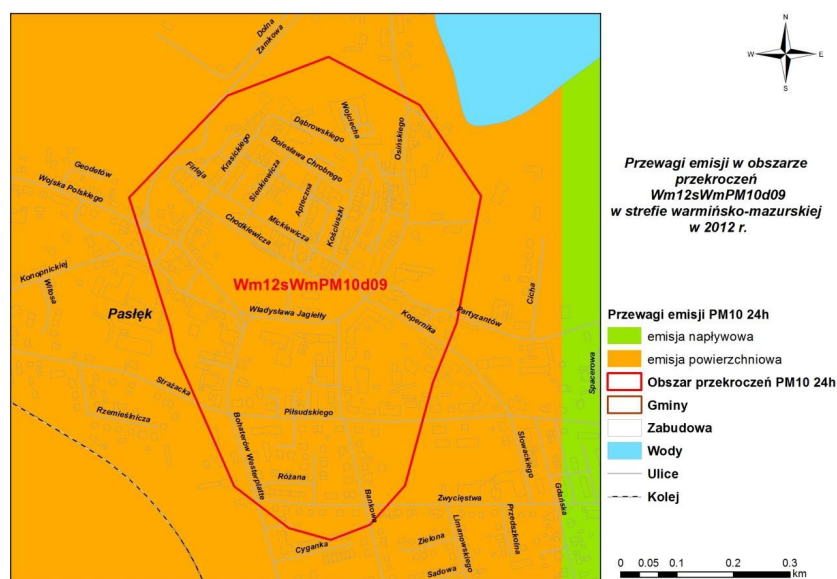 N
W
E
S
Przewagi emisji w obszarze
przekroczeń
Wm12sWmPM10d09
w strefie warmińsko-mazurskiej
w 2012 r.
Przewagi emisji PM10 24h
emisja napływowa
emisja powierzchniowa
Obszar przekroczeń PM10 24h
Gminy
Zabudowa
Wody
Ulice
Kolej
0 0.05 0.1 0.2 0.3
km
Dolna
Zamkowa
Wojciecha
Dąbrowskiego
Osińskiego
Krasickiego
Bolesława Chrobrego
Firleja
Sienkiewicza
Apteczna
Geodetów
Wojska Polskiego
Kościuszki
Mickiewicza
Chodkiewicza
Konopnickiej
Witosa
Wm12sWmPM10d09
Cicha
Pasłęk
Władysława Jagiełły
Kopernika
Partyzantów
Spacerowa
Strażacka
Rzemieślnicza
Piłsudskiego
Bohaterów Westerplatte
Słowackiego
Różana
Bankowa
Zwycięstwa
Gdańska
Przedszkolna
Limanowskiego
Zielona
Cyganka
Sadowa